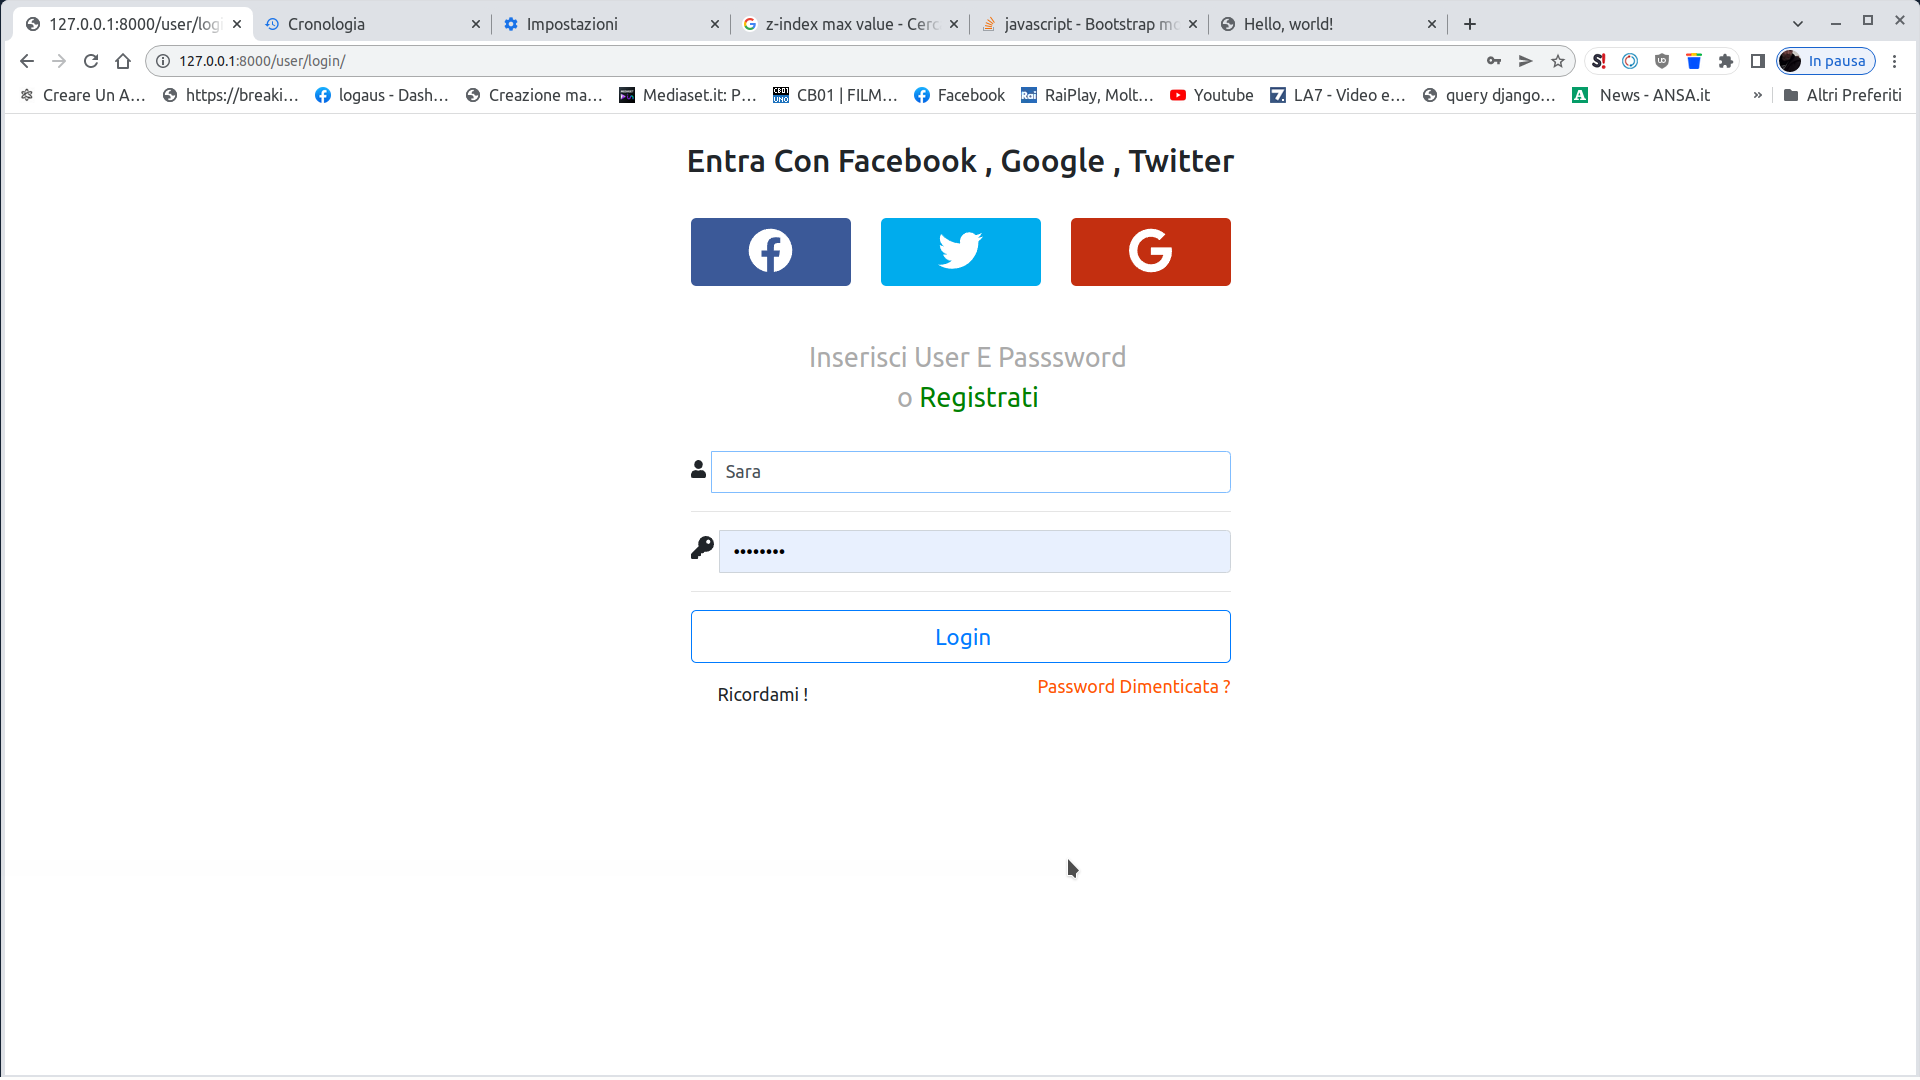 127.0.0.1:8000/user/logi
Cronologia
Impostazioni
z-index max value - Cerc
javascript - Bootstrap mo
Hello, world!
127.0.0.1:8000/user/login/
S!
In pausa
Creare Un A...
https://breaki...
logaus - Dash...
Creazione ma...
Mediaset.it: P...
CB01 | FILM...
Facebook
RaiPlay, Molt...
Youtube
LA7 - Video e...
query django...
News - ANSA.it
»
Altri Preferiti
Entra Con Facebook , Google , Twitter
Inserisci User E Passsword
o Registrati
Sara
••••••••
Login
Ricordami !
Password Dimenticata ?